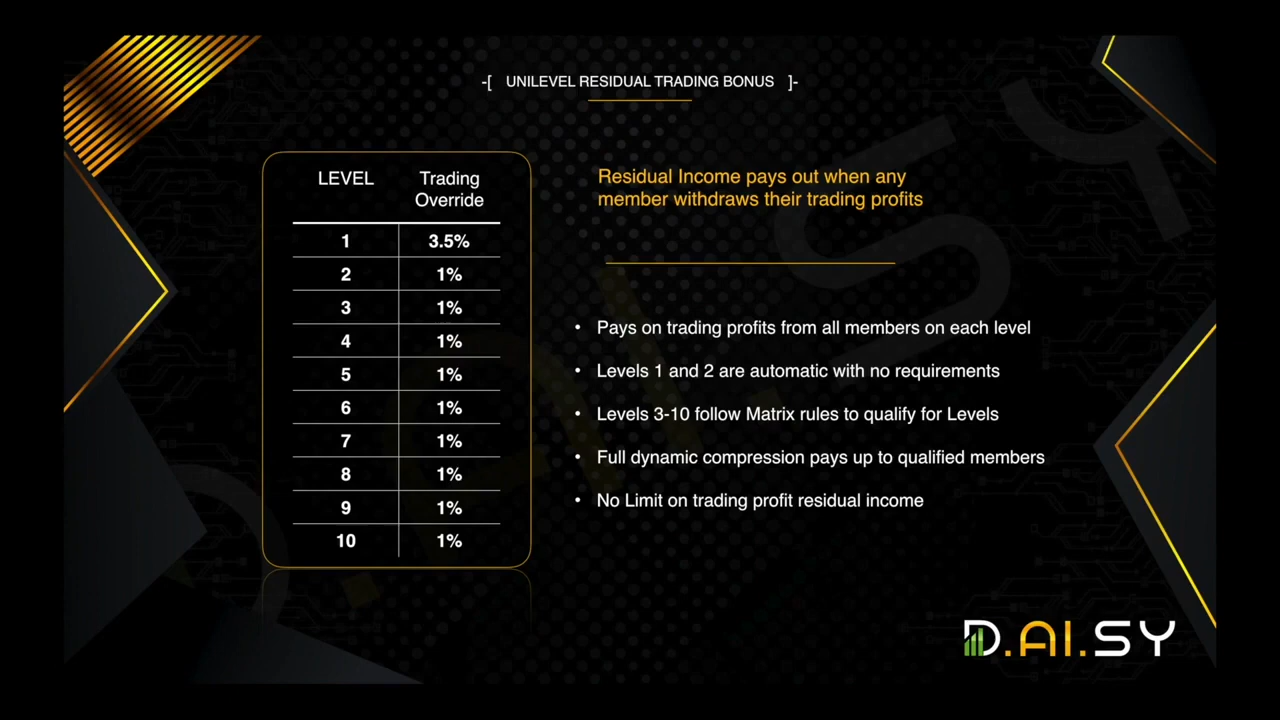 -[ UNILEVEL RESIDUAL TRADING BONUS ]-
LEVEL Trading
Override
1 3.5%
2 1%
3 1%
4 1%
5 1%
6 1%
7 1%
8 1%
9 1%
10 1%
Residual Income pays out when any
member withdraws their trading profits
• Pays on trading profits from all members on each level
• Levels 1 and 2 are automatic with no requirements
• Levels 3-10 follow Matrix rules to qualify for Levels
• Full dynamic compression pays up to qualified members
• No Limit on trading profit residual income
D.AI.SY